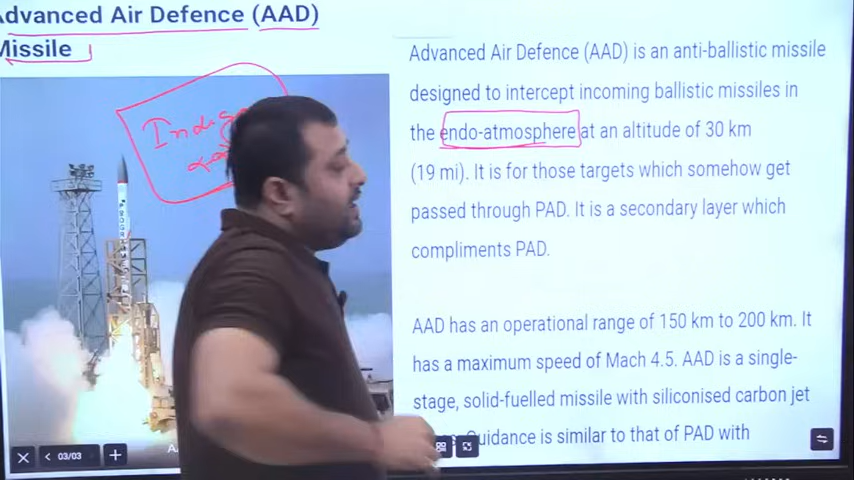 Advanced Air Defence (AAD)
Missile
Advanced Air Defence (AAD) is an anti-ballistic missile
designed to intercept incoming ballistic missiles in
the endo-atmosphere at an altitude of 30 km
(19 mi). It is for those targets which somehow get
passed through PAD. It is a secondary layer which
compliments PAD.
AAD has an operational range of 150 km to 200 km. It
has a maximum speed of Mach 4.5. AAD is a single-
stage, solid-fuelled missile with siliconised carbon jet
Guidance is similar to that of PAD with
03/03